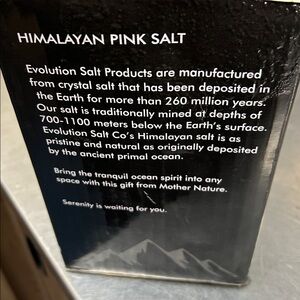 HIMALAYAN PINK SALT
Evolution Salt Products are manufactured
from crystal salt that has been deposited in
the Earth for more than 260 million years.
Our salt is traditionally mined at depths of
700-1100 meters below the Earth's surface.
Evolution Salt Co's Himalayan salt is as
pristine and natural as originally deposited
by the ancient primal ocean.
Bring the tranquil ocean spirit into any
space with this gift from Mother Nature.
Serenity is waiting for you.